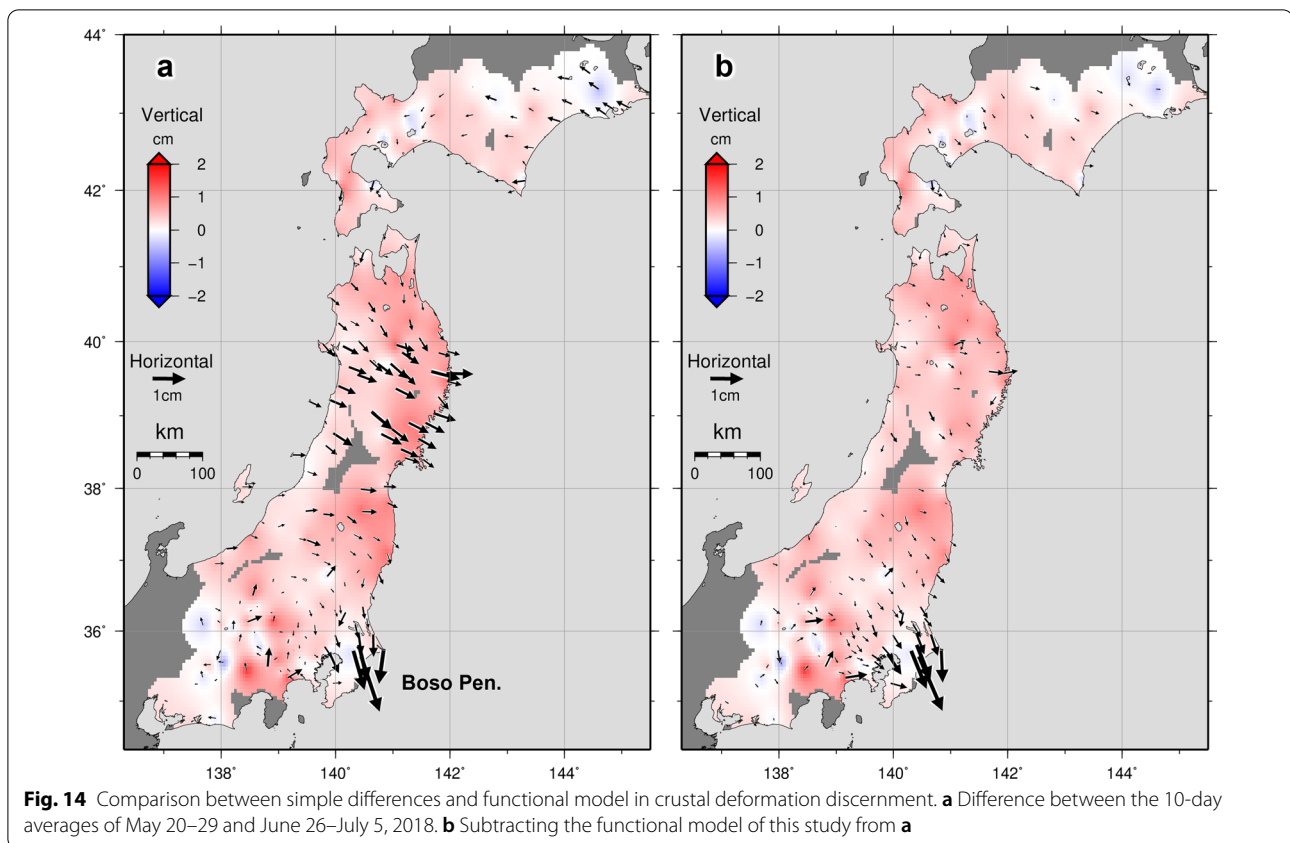 44˚
42˚
40˚
38˚
36˚
a
Vertical
cm
2
1
0
−1
−2
Horizontal
1cm
km
0 100
Boso Pen.
138˚ 140˚ 142˚ 144˚
b
Vertical
cm
2
1
0
−1
−2
Horizontal
1cm
km
0 100
138˚ 140˚ 142˚ 144˚
Fig. 14 Comparison between simple differences and functional model in crustal deformation discernment. a Difference between the 10-day
averages of May 20–29 and June 26–July 5, 2018. b Subtracting the functional model of this study from a